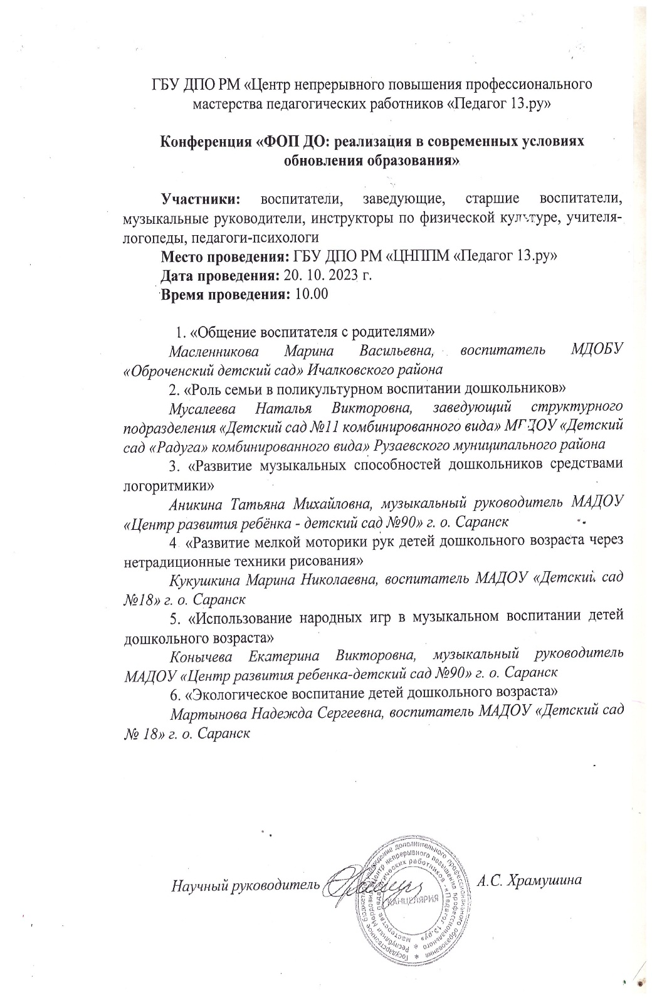 ГБУ ДПО РМ «Центр непрерывного повышения профессионального
мастерства педагогических работников «Педагог 13.ру»
Конференция «ФОП ДО: реализация в современных условиях
обновления образования»
Участники: воспитатели, заведующие, старшие воспитатели,
музыкальные руководители, инструкторы по физической культуре, учителя-
логопеды, педагоги-психологи
Место проведения: ГБУ ДПО РМ «ЦНППМ «Педагог 13.ру»
Дата проведения: 20. 10. 2023 г.
Время проведения: 10.00
1. «Общение воспитателя с родителями»
Масленникова Марина Васильевна, воспитатель МДОБУ
«Оброченский детский сад» Ичалковского района
2. «Роль семьи в поликультурном воспитании дошкольников»
Мусалеева Наталья Викторовна, заведующий структурного
подразделения «Детский сад №11 комбинированного вида» МБДОУ «Детский
сад «Радуга» комбинированного вида» Рузаевского муниципального района
3. «Развитие музыкальных способностей дошкольников средствами
логоритмики»
Аникина Татьяна Михайловна, музыкальный руководитель МАДОУ
«Центр развития ребёнка - детский сад №90» г. о. Саранск
4 «Развитие мелкой моторики рук детей дошкольного возраста через
нетрадиционные техники рисования»
Кукушкина Марина Николаевна, воспитатель МАДОУ «Детский сад
№18» г. о. Саранск
5. «Использование народных игр в музыкальном воспитании детей
дошкольного возраста»
Конычева Екатерина Викторовна, музыкальный руководитель
МАДОУ «Центр развития ребенка-детский сад №90» г. о. Саранск
6. «Экологическое воспитание детей дошкольного возраста»
Мартынова Надежда Сергеевна, воспитатель МАДОУ «Детский сад
№ 18» г. о. Саранск
Научный руководитель А.С. Храмушина
Государственное бюджетное учреждение дополнительного профессионального образования
Республики Мордовия «Центр непрерывного повышения профессионального
мастерства педагогических работников - «Педагог 13.ру»
КАНЦЕЛЯРИЯ